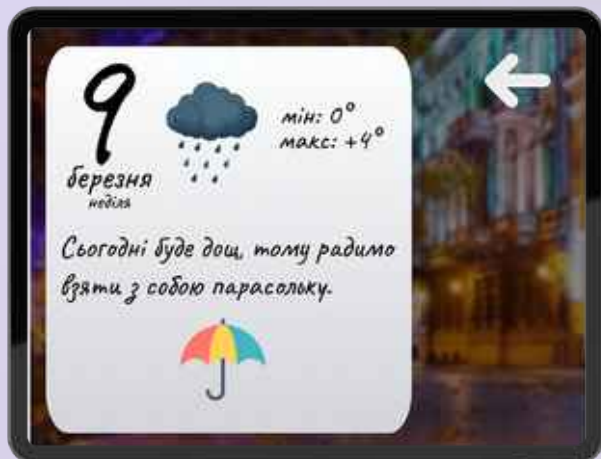 9
березня
неділя
мін: 0°
макс: +4°
Сьогодні буде дощ, тому радимо
взяти з собою парасольку.